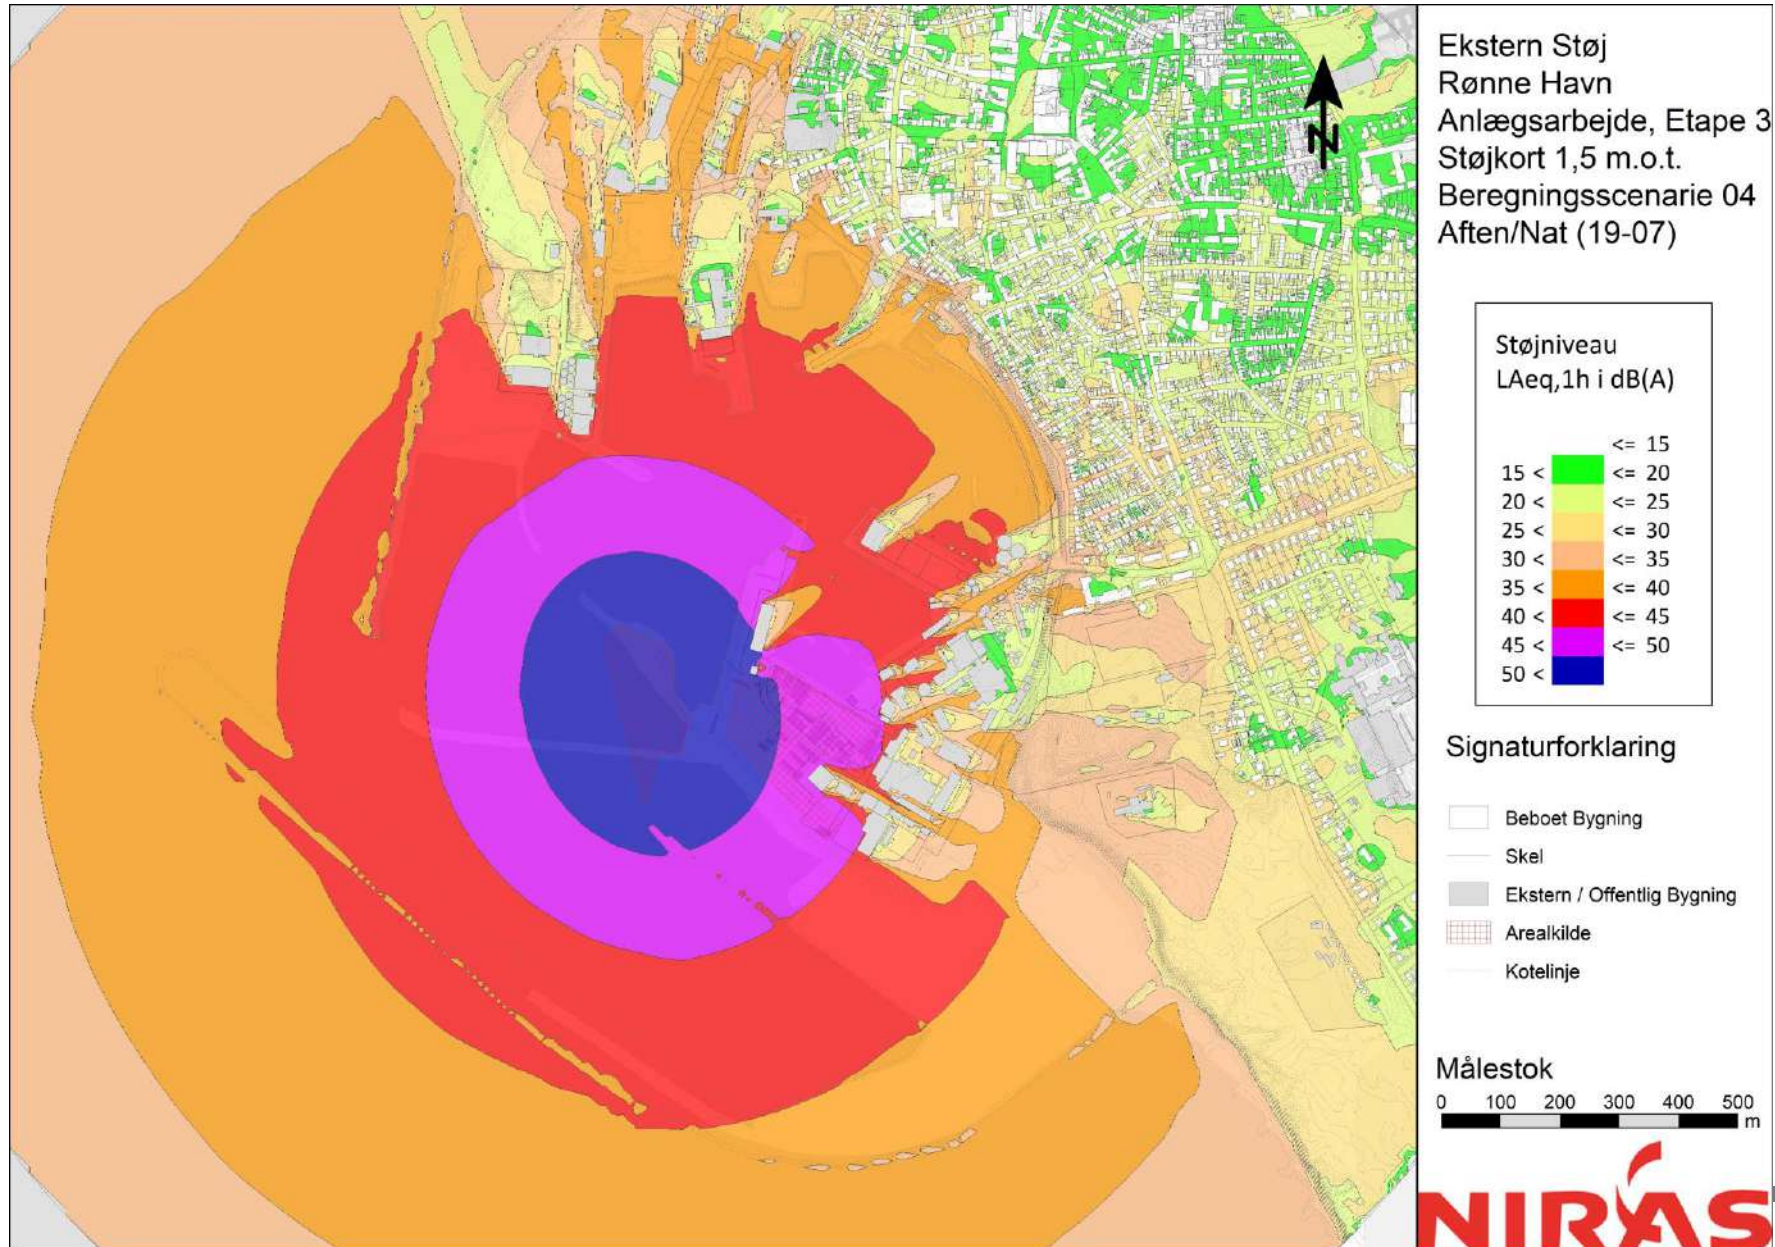 Ekstern Støj
Rønne Havn
Anlægsarbejde, Etape 3
Støjkort 1,5 m.o.t.
Beregningsscenarie 04
Aften/Nat (19-07)
N
Støjniveau
LAeq,1h i dB(A)
<= 15
15 < <= 20
20 < <= 25
25 < <= 30
30 < <= 35
35 < <= 40
40 < <= 45
45 < <= 50
50 <
Signaturforklaring
Beboet Bygning
Skel
Ekstern / Offentlig Bygning
Arealkilde
Kotelinje
Målestok
0 100 200 300 400 500
m
NIRAS